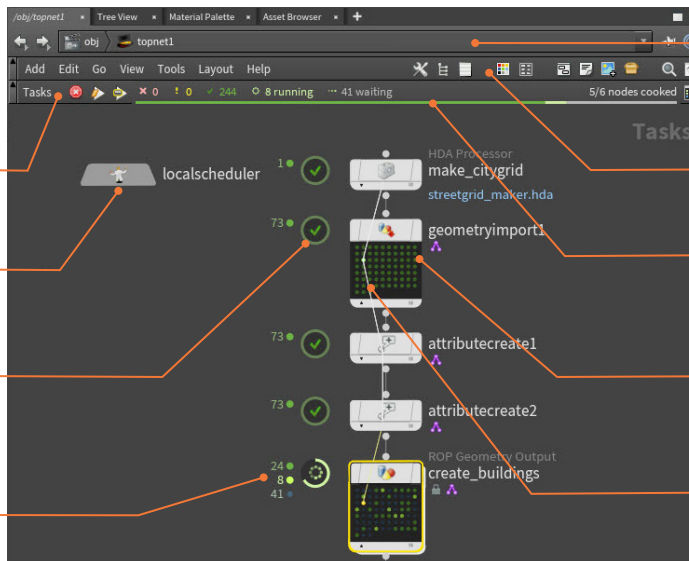 /obj/topnet1 × Tree View × Material Palette × Asset Browser × +
obj topnet1
Add Edit Go View Tools Layout Help
Tasks 0 ! 0 244 8 running 41 waiting 5/6 nodes cooked
Tasks
HDA Processor
localscheduler 1 make_citygrid
streetgrid_maker.hda
73 geometryimport1
73 attributecreate1
73 attributecreate2
ROP Geometry Output
24 create_buildings
8
41